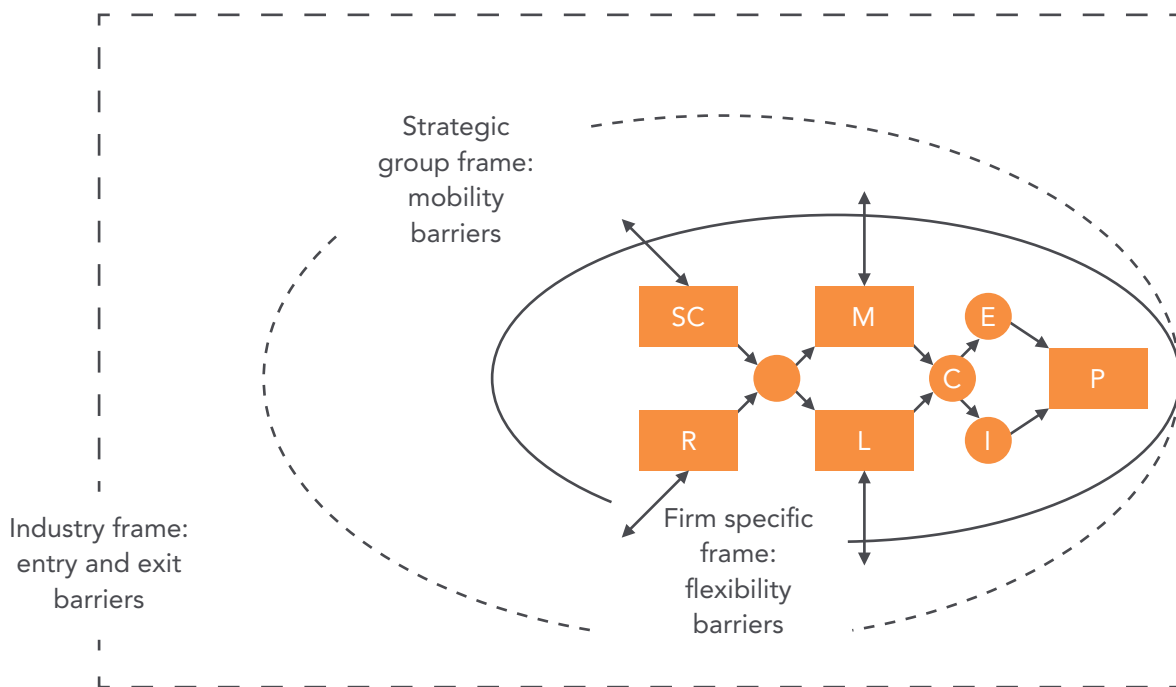 Strategic
group frame:
mobility
barriers
SC
M
E
C
P
R
L
I
Industry frame:
entry and exit
barriers
Firm specific
frame:
flexibility
barriers